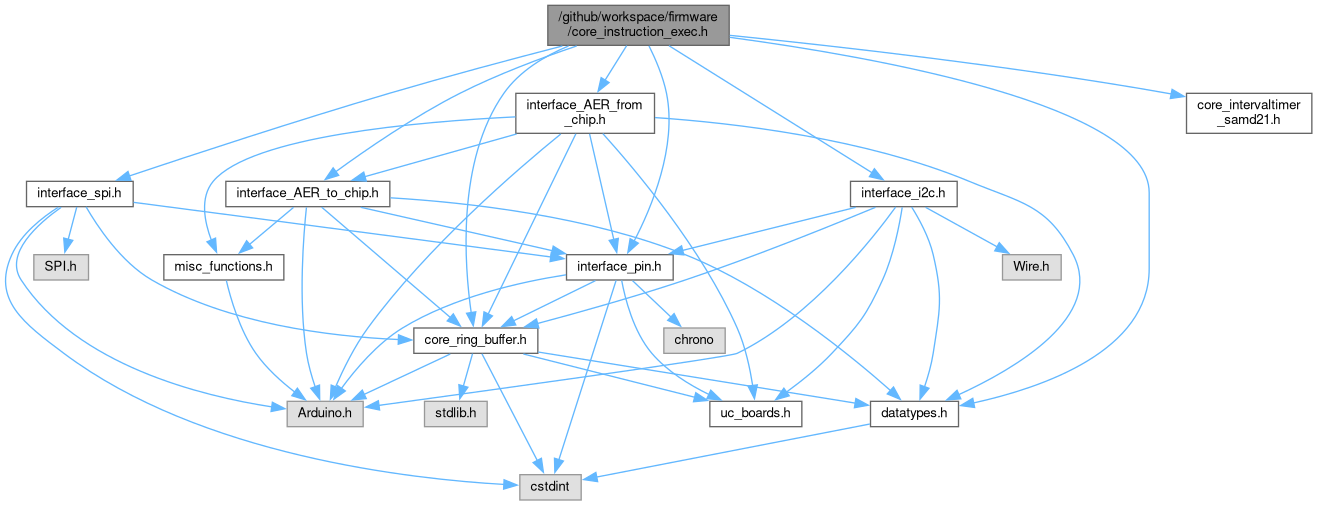 /github/workspace/firmware
/core_instruction_exec.h
interface_AER_from
_chip.h
core_intervaltimer
_samd21.h
interface_spi.h
interface_AER_to_chip.h
interface_i2c.h
SPI.h
misc_functions.h
interface_pin.h
Wire.h
core_ring_buffer.h
chrono
Arduino.h
stdlib.h
uc_boards.h
datatypes.h
cstdint